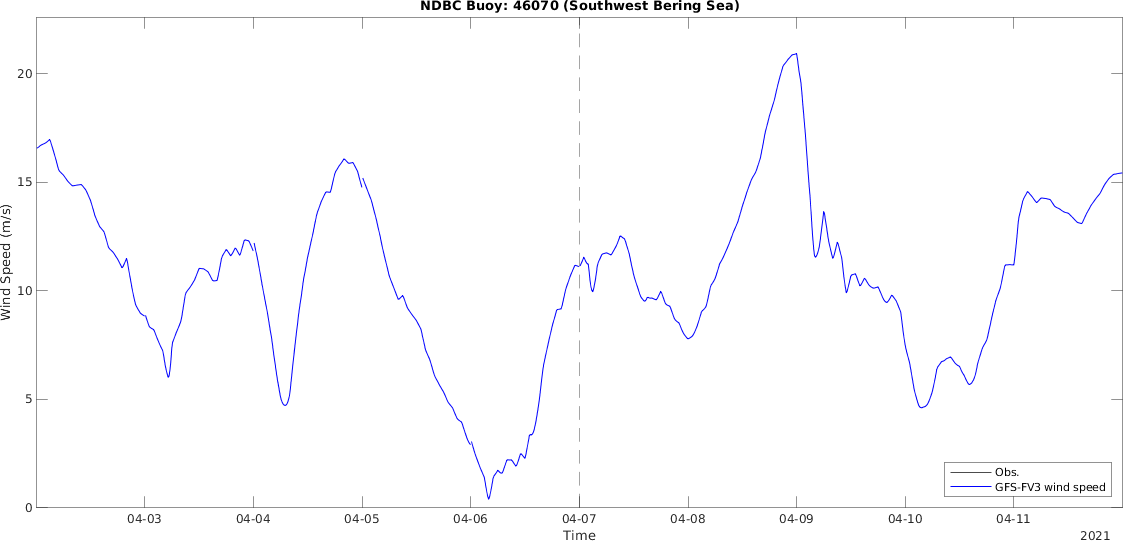 NDBC Buoy: 46070 (Southwest Bering Sea)
Wind Speed (m/s)
20
15
10
5
0
04-03 04-04 04-05 04-06 04-07 04-08 04-09 04-10 04-11
Time
2021
Obs.
GFS-FV3 wind speed